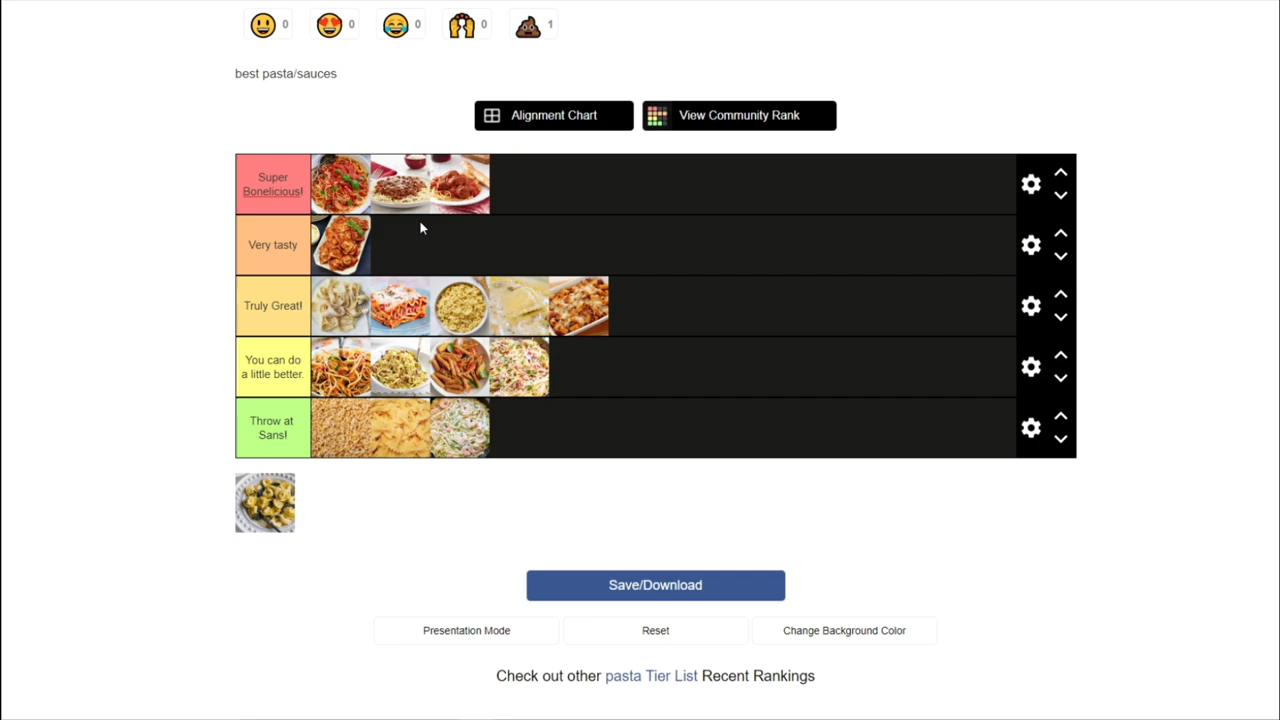 0 0 0 0 1
best pasta/sauces
Alignment Chart View Community Rank
Super
Bonelicious!
Very tasty
Truly Great!
You can do
a little better.
Throw at
Sans!
Save/Download
Presentation Mode Reset Change Background Color
Check out other pasta Tier List Recent Rankings